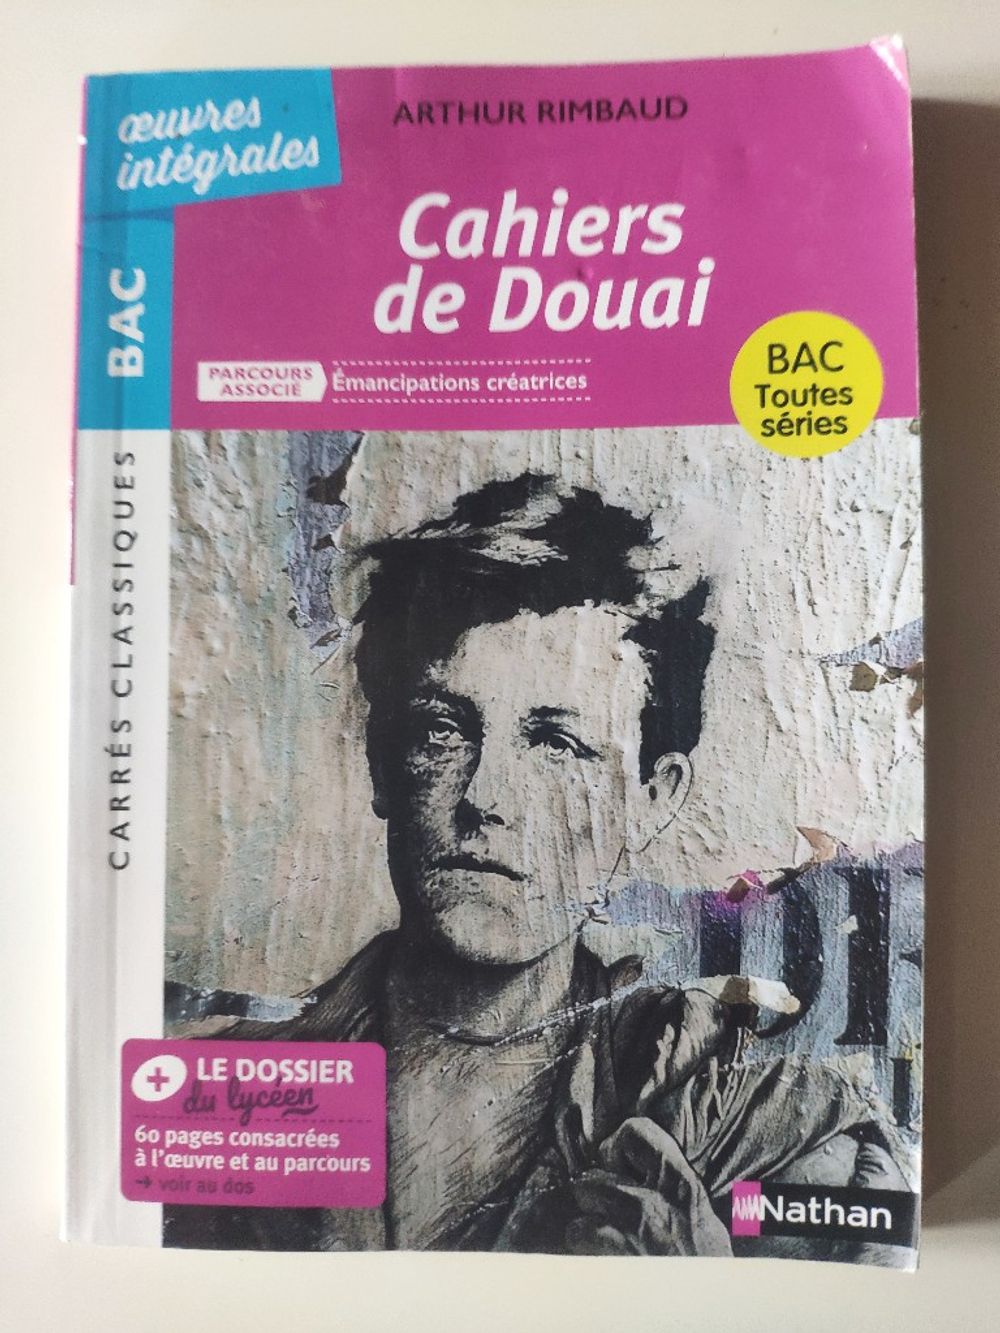 œuvres
intégrales
ARTHUR RIMBAUD
Cahiers
de Douai
BAC
PARCOURS
ASSOCIÉ
Émancipations créatrices
BAC
Toutes
séries
CARRÉS CLASSIQUES
+ LE DOSSIER
du lycéen
60 pages consacrées
à l'œuvre et au parcours
→ voir au dos
Nathan